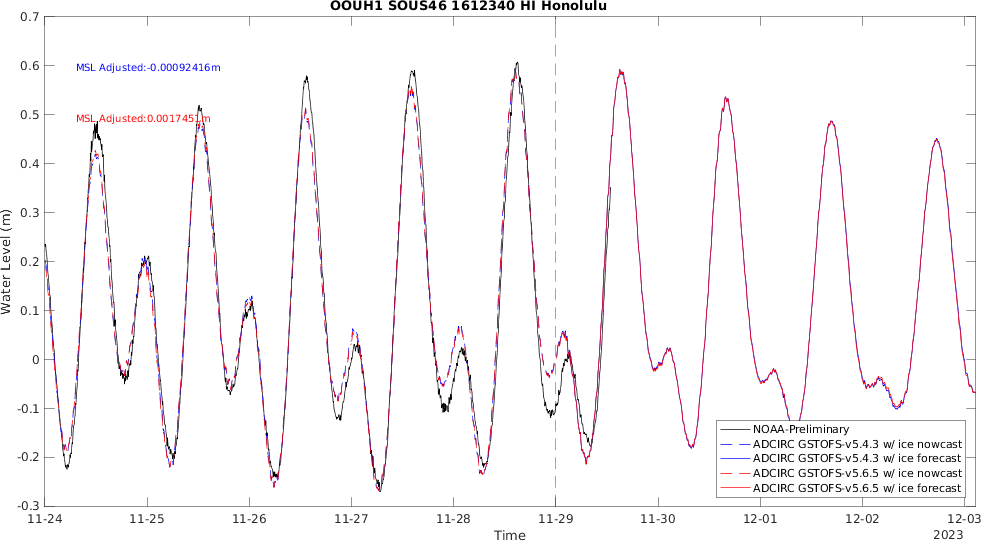 OOUH1 SOUS46 1612340 HI Honolulu
0.7
0.6
0.5
0.4
0.3
0.2
0.1
0
-0.1
-0.2
-0.3
Water Level (m)
MSL Adjusted:-0.00092416m
MSL Adjusted:0.0017451m
NOAA-Preliminary
ADCIRC GSTOFS-v5.4.3 w/ ice nowcast
ADCIRC GSTOFS-v5.4.3 w/ ice forecast
ADCIRC GSTOFS-v5.6.5 w/ ice nowcast
ADCIRC GSTOFS-v5.6.5 w/ ice forecast
11-24 11-25 11-26 11-27 11-28 11-29 11-30 12-01 12-02 12-03
Time
2023